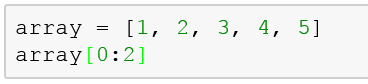 array = [1, 2, 3, 4, 5]
array[0:2]